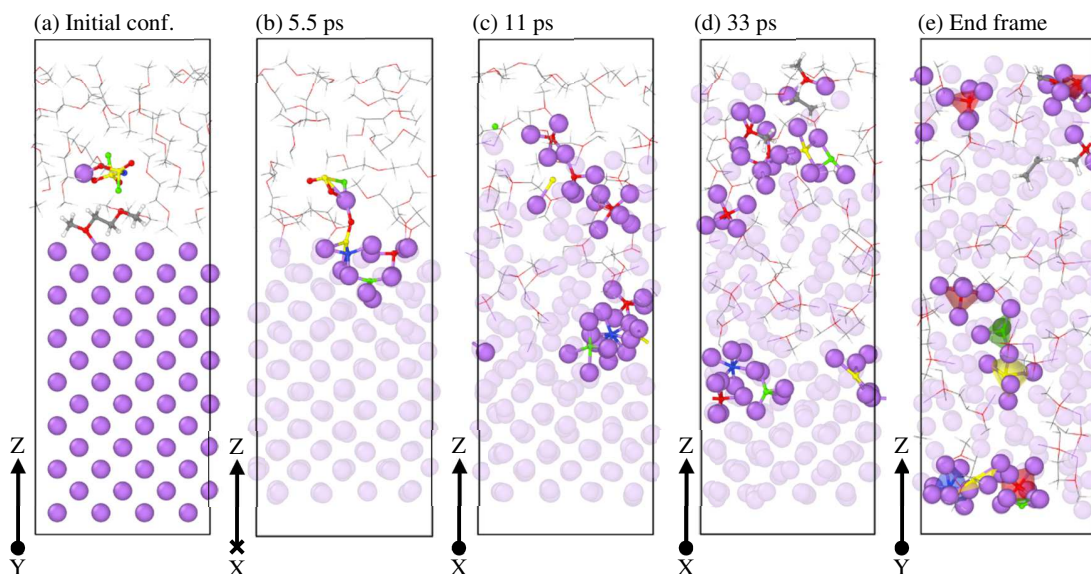 (a) Initial conf.
(b) 5.5 ps
(c) 11 ps
(d) 33 ps
(e) End frame
Z
Y
Z
X
Z
X
Z
X
Z
Y